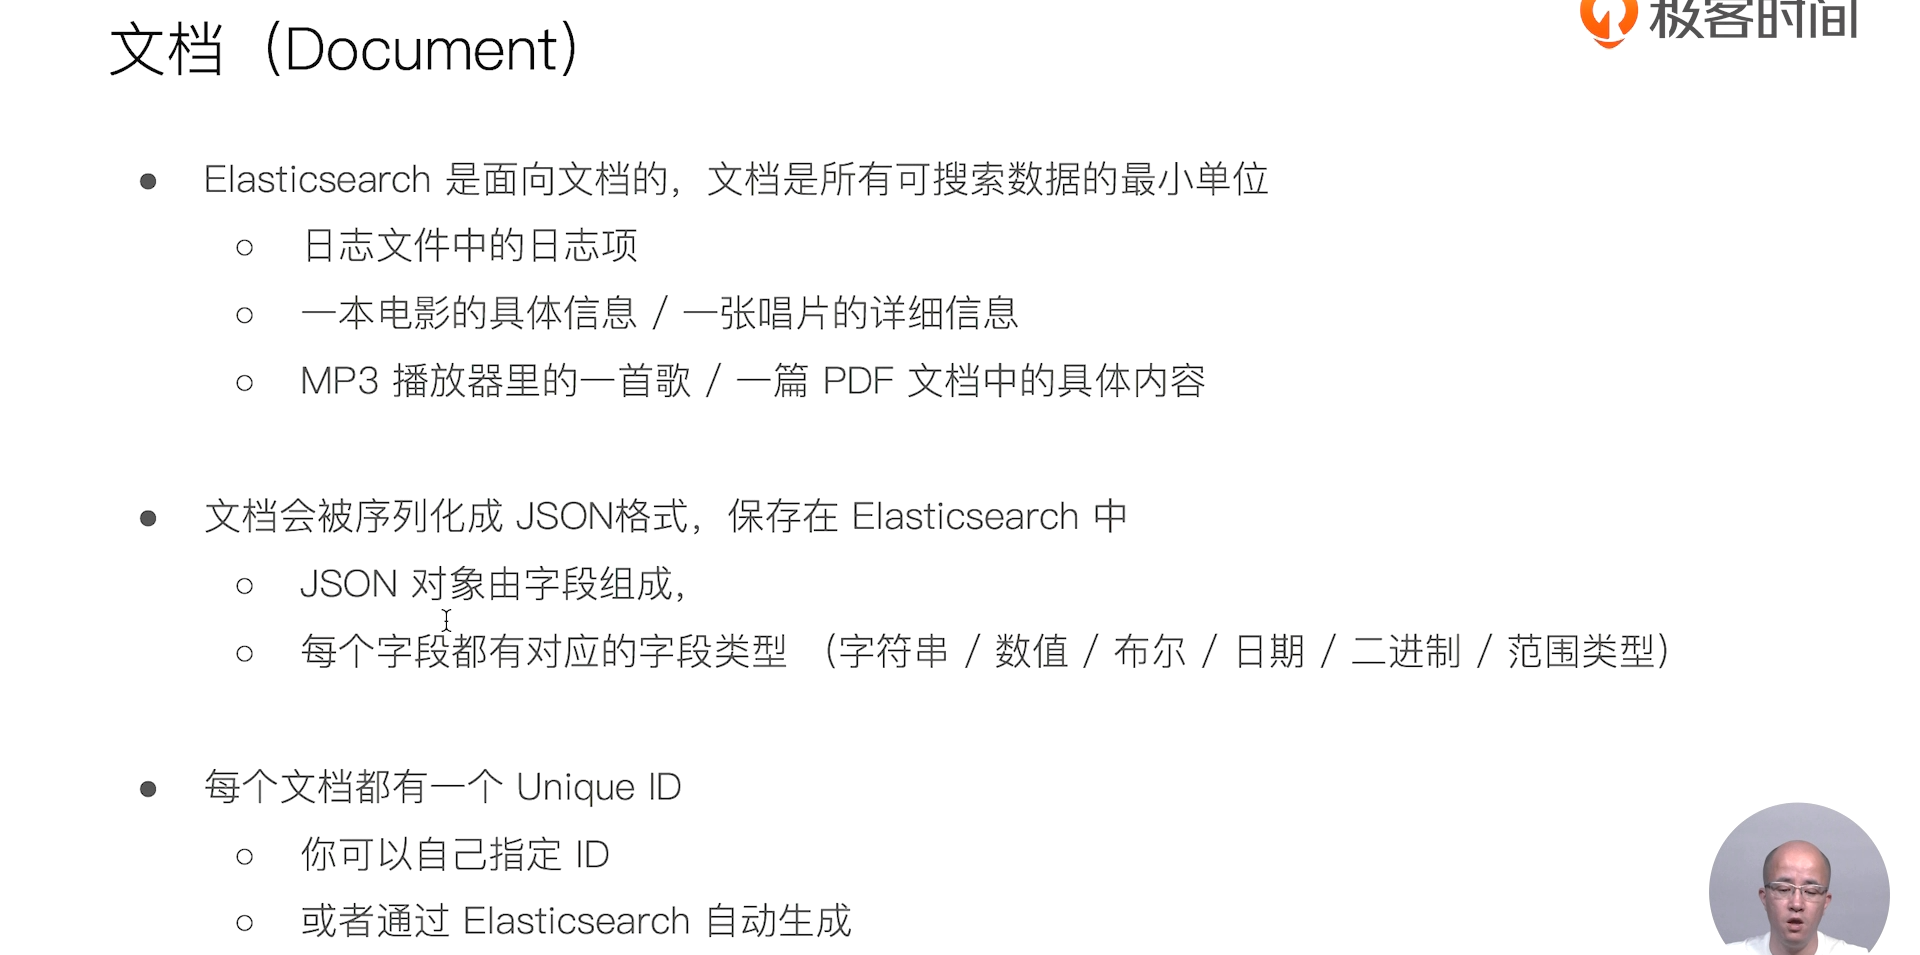 极客时间
文档（Document）
● Elasticsearch 是面向文档的，文档是所有可搜索数据的最小单位
○ 日志文件中的日志项
○ 一本电影的具体信息 / 一张唱片的详细信息
○ MP3 播放器里的一首歌 / 一篇 PDF 文档中的具体内容
● 文档会被序列化成 JSON格式，保存在 Elasticsearch 中
○ JSON 对象由字段组成，
○ 每个字段都有对应的字段类型 （字符串 / 数值 / 布尔 / 日期 / 二进制 / 范围类型）
● 每个文档都有一个 Unique ID
○ 你可以自己指定 ID
○ 或者通过 Elasticsearch 自动生成